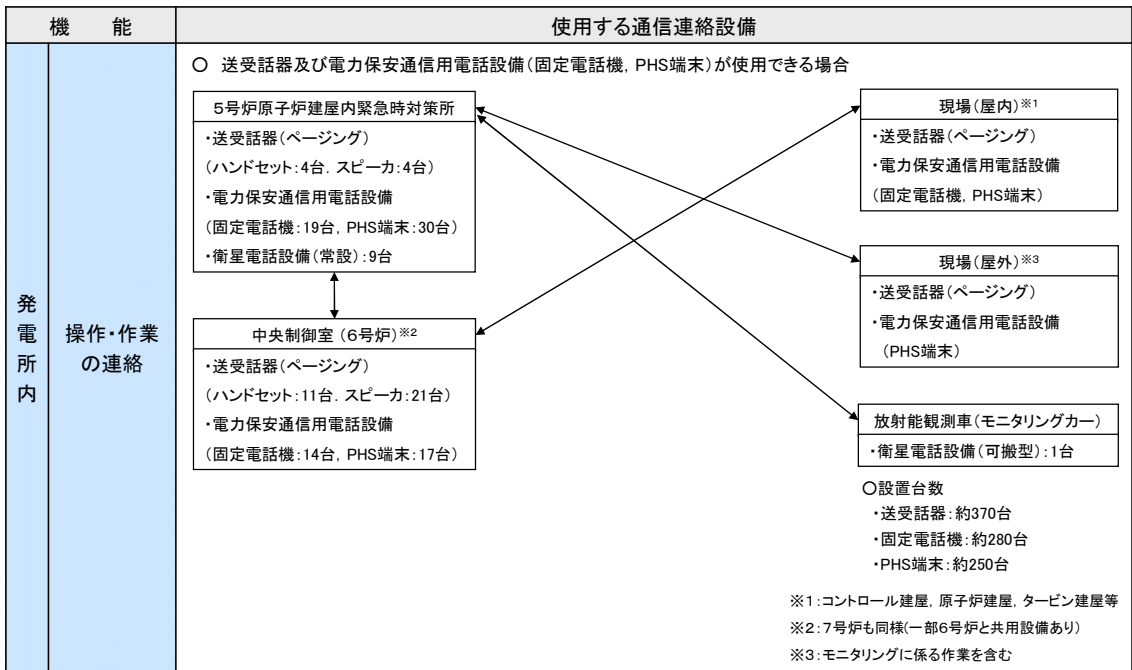 機　能
使用する通信連絡設備
発電所内
操作・作業
の連絡
○　送受話器及び電力保安通信用電話設備(固定電話機, PHS端末)が使用できる場合
5号炉原子炉建屋内緊急時対策所
・送受話器(ページング)
(ハンドセット:4台. スピーカ:4台)
・電力保安通信用電話設備
(固定電話機:19台, PHS端末:30台)
・衛星電話設備(常設):9台
中央制御室 (6号炉)※2
・送受話器(ページング)
(ハンドセット:11台. スピーカ:21台)
・電力保安通信用電話設備
(固定電話機:14台, PHS端末:17台)
現場(屋内)※1
・送受話器(ページング)
・電力保安通信用電話設備
(固定電話機, PHS端末)
現場(屋外)※3
・送受話器(ページング)
・電力保安通信用電話設備
(PHS端末)
放射能観測車(モニタリングカー)
・衛星電話設備(可搬型):1台
○設置台数
・送受話器:約370台
・固定電話機:約280台
・PHS端末:約250台
※1:コントロール建屋, 原子炉建屋, タービン建屋等
※2:7号炉も同様(一部6号炉と共用設備あり)
※3:モニタリングに係る作業を含む